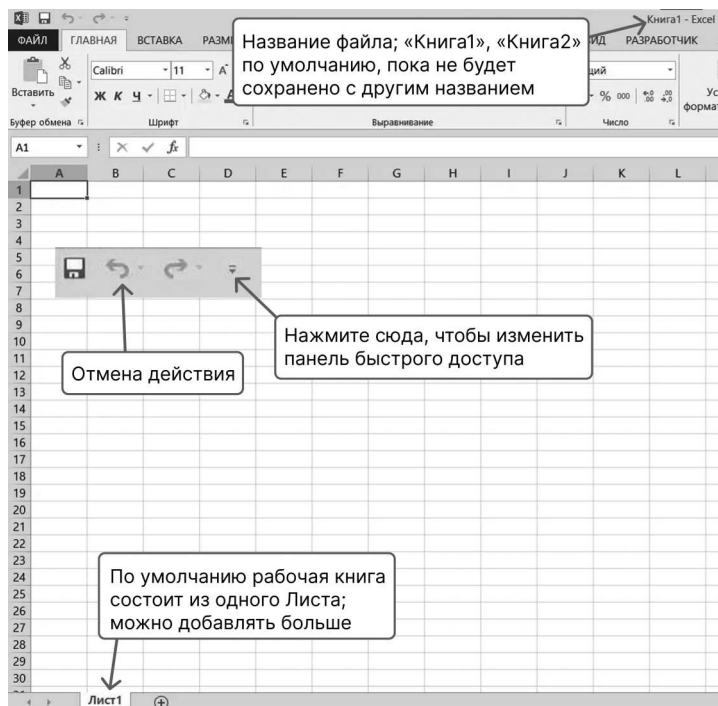 Книга1 - Excel
ФАЙЛ ГЛАВНАЯ ВСТАВКА РАЗМ РАЗРАБОТЧИК
Название файла; «Книга1», «Книга2»
по умолчанию, пока не будет
сохранено с другим названием
Calibri 11
Вставить
Ж К Ч % 000
Буфер обмена Шрифт Выравнивание Число
A1 fx
A B C D E F G H I J K L
1
2
3
4
5
6
7
8
9
Нажмите сюда, чтобы изменить
10
панель быстрого доступа
11
Отмена действия
12
13
14
15
16
17
18
19
20
21
22
23
По умолчанию рабочая книга
24
состоит из одного Листа;
25
26
можно добавлять больше
27
28
29
30
Лист1